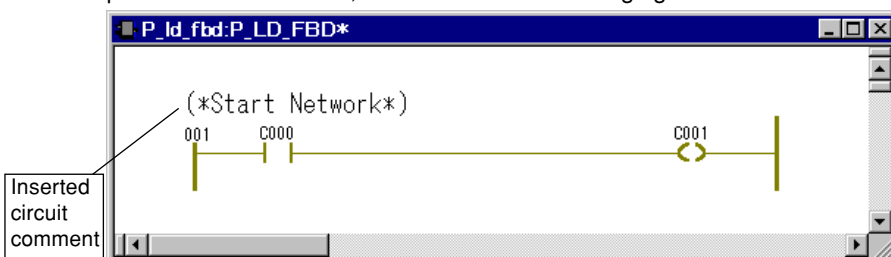 P_ld_fbd:P_LD_FBD*
(*Start Network*)
001 C000 C001
Inserted
circuit
comment